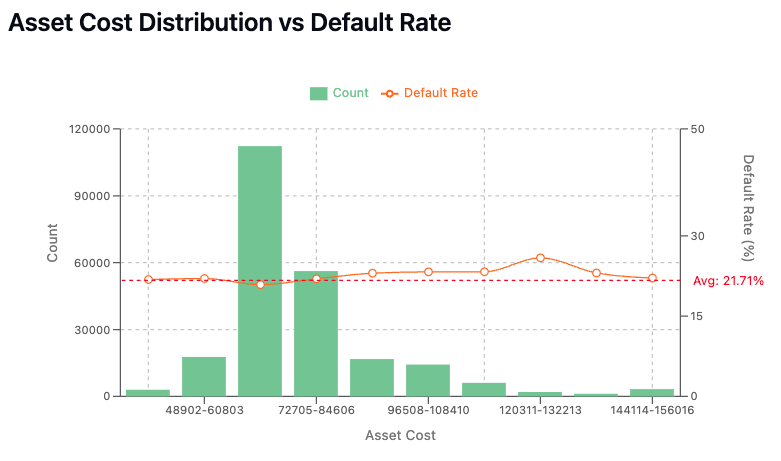 Asset Cost Distribution vs Default Rate
Count
Default Rate
120000
90000
60000
30000
0
Count
50
30
15
0
Default Rate (%)
Avg: 21.71%
48902-60803
72705-84606
96508-108410
120311-132213
144114-156016
Asset Cost